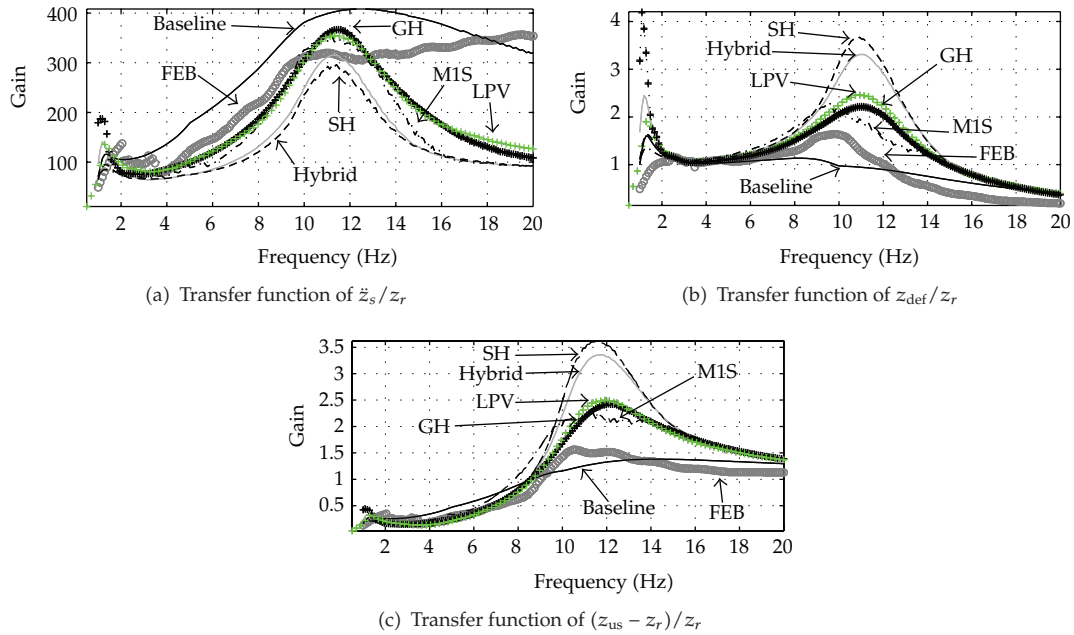 400
300
200
100
Gain
Baseline
GH
FEB
M1S
LPV
SH
Hybrid
2 4 6 8 10 12 14 16 18 20
Frequency (Hz)
(a) Transfer function of z̈ₛ/zᵣ
4
3
2
1
Gain
SH
Hybrid
LPV
GH
M1S
FEB
Baseline
2 4 6 8 10 12 14 16 18 20
Frequency (Hz)
(b) Transfer function of z_def/zᵣ
3.5
3
2.5
2
1.5
1
0.5
Gain
SH
Hybrid
M1S
LPV
GH
Baseline
FEB
2 4 6 8 10 12 14 16 18 20
Frequency (Hz)
(c) Transfer function of (z_us − zᵣ)/zᵣ